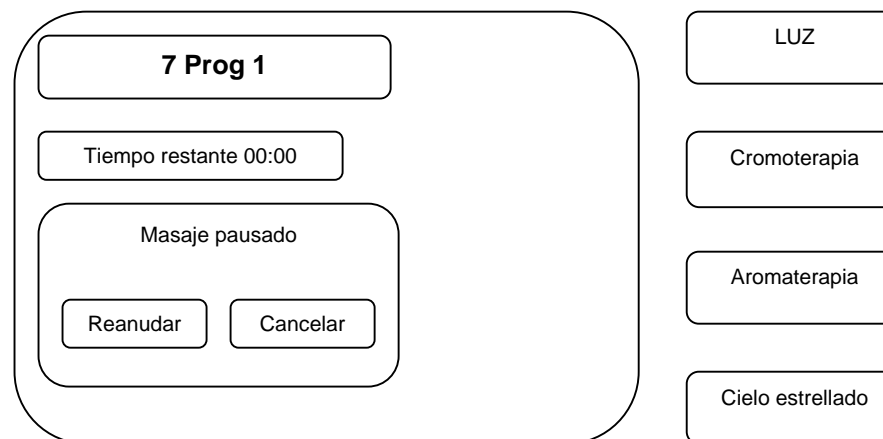 7 Prog 1
Tiempo restante 00:00
Masaje pausado
Reanudar
Cancelar
LUZ
Cromoterapia
Aromaterapia
Cielo estrellado